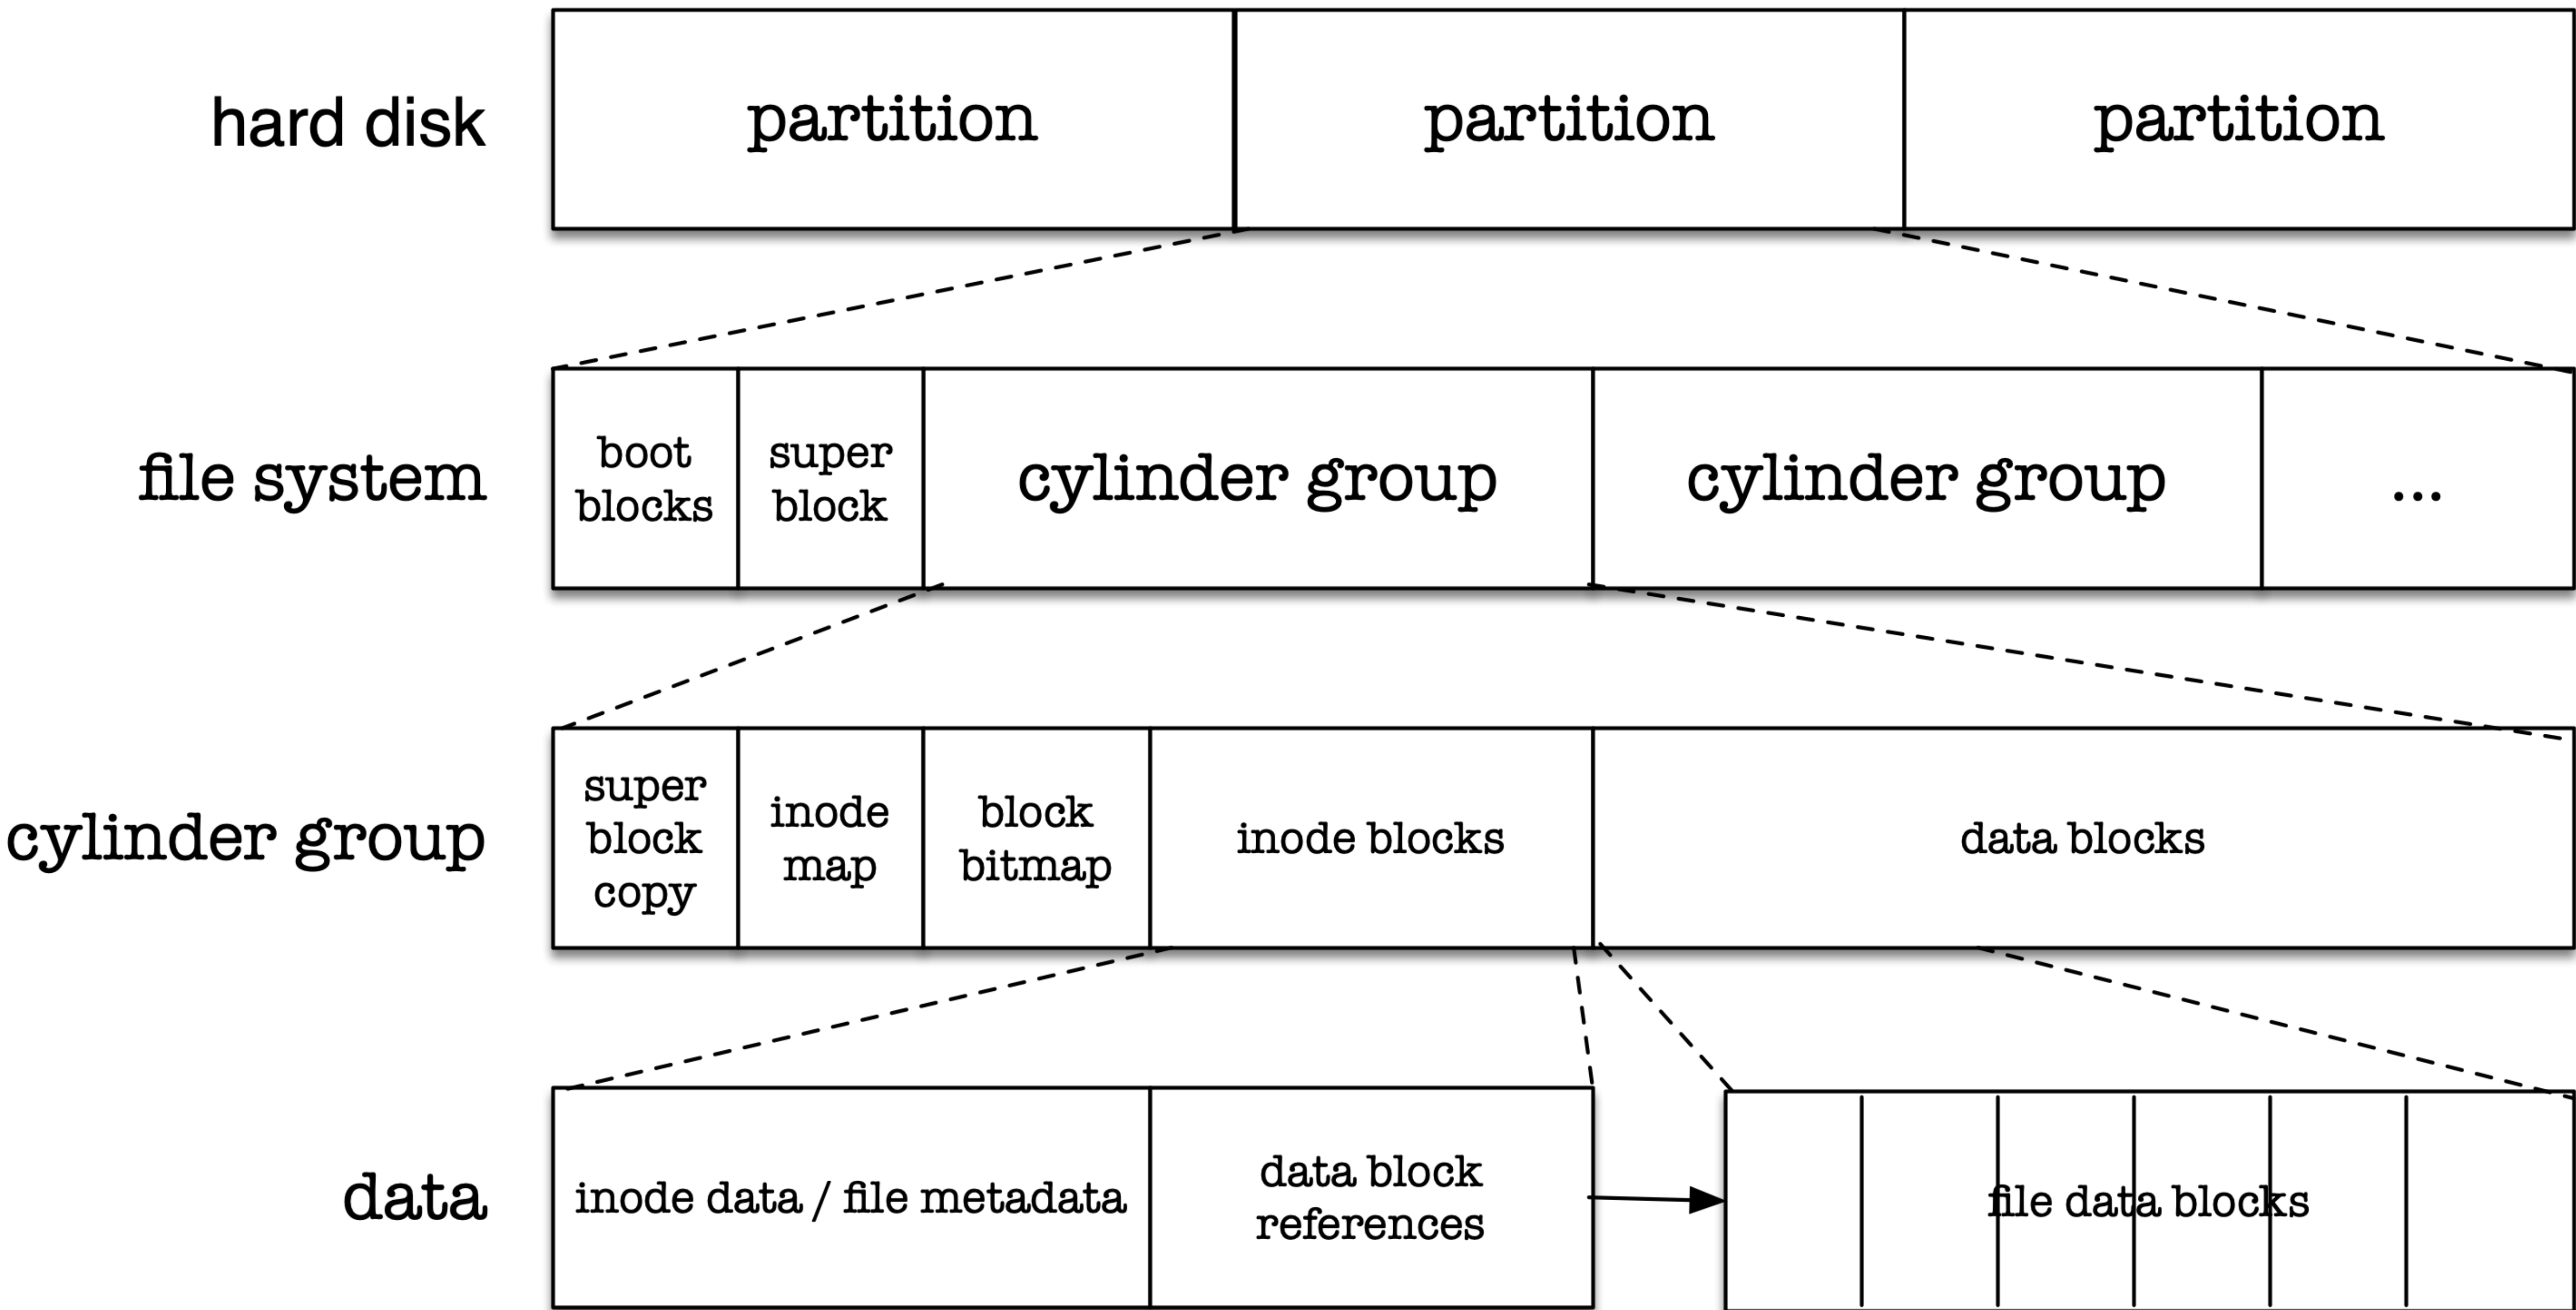 hard disk
partition
partition
partition
file system
boot
blocks
super
block
cylinder group
cylinder group
...
cylinder group
super
block
copy
inode
map
block
bitmap
inode blocks
data blocks
data
inode data / file metadata
data block
references
file data blocks